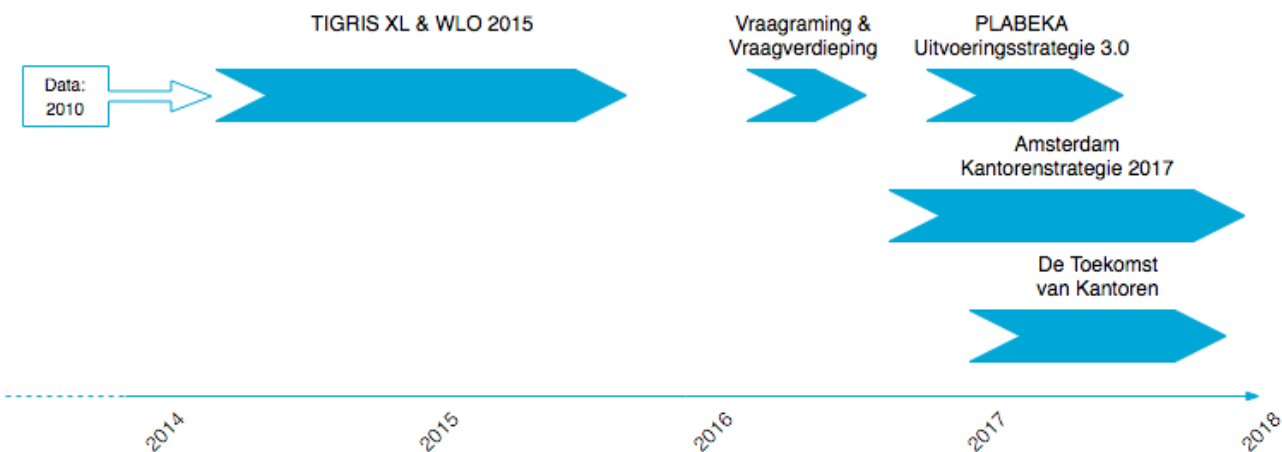 TIGRIS XL & WLO 2015
Vraagraming &
Vraagverdieping
PLABEKA
Uitvoeringsstrategie 3.0
Data:
2010
Amsterdam
Kantorenstrategie 2017
De Toekomst
van Kantoren
2014
2015
2016
2017
2018